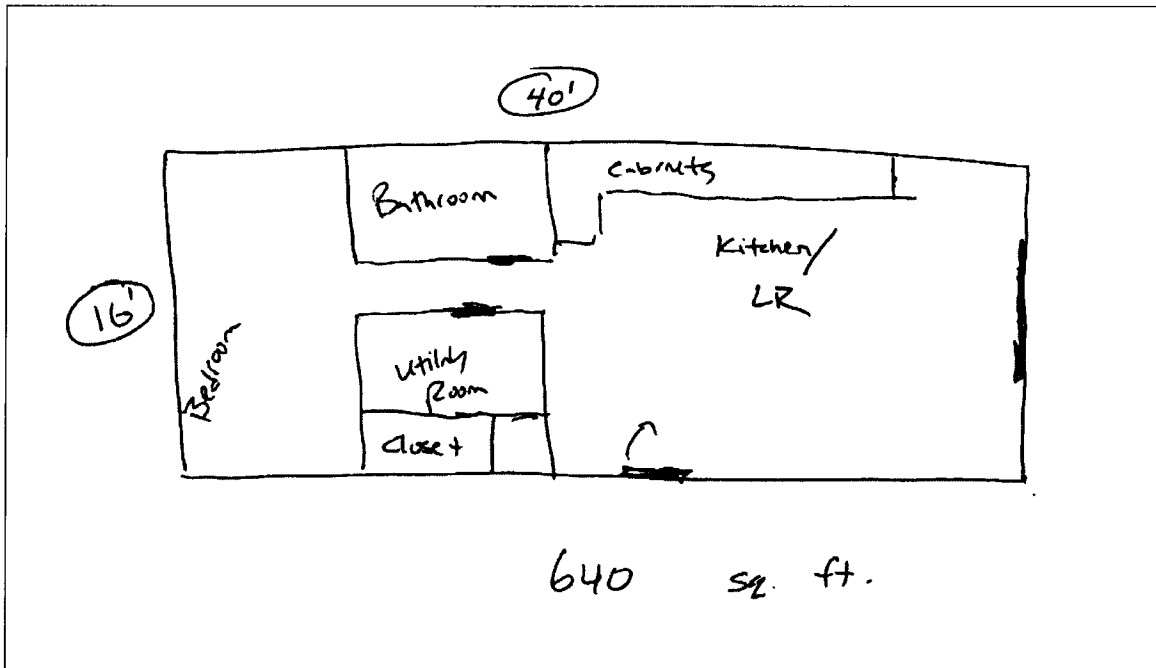 40'
Cabinets
Bathroom
Kitchen/
LR
16'
Bedroom
Utility
Room
Closet
640 sq. ft.